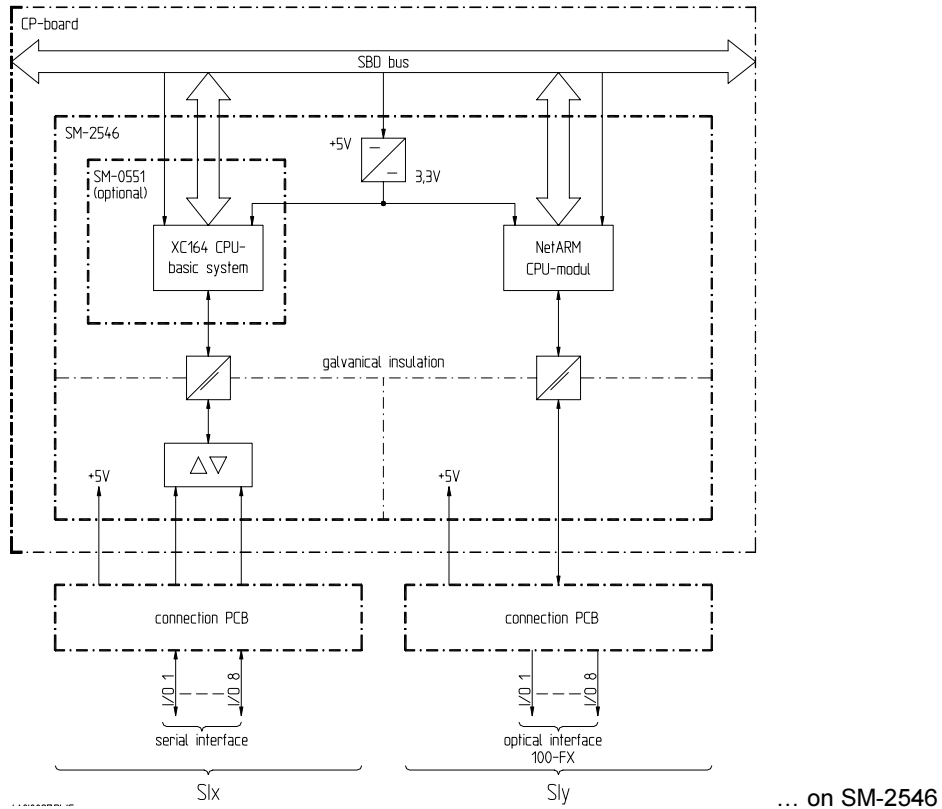 CP-board
SBD bus
SM-2546
+5V
3,3V
SM-0551
(optional)
XC164 CPU-
basic system
NetARM
CPU-modul
galvanical insulation
+5V
+5V
connection PCB
connection PCB
I/O 1
I/O 8
I/O 1
I/O 8
serial interface
optical interface
100-FX
SIx
SIy
… on SM-2546